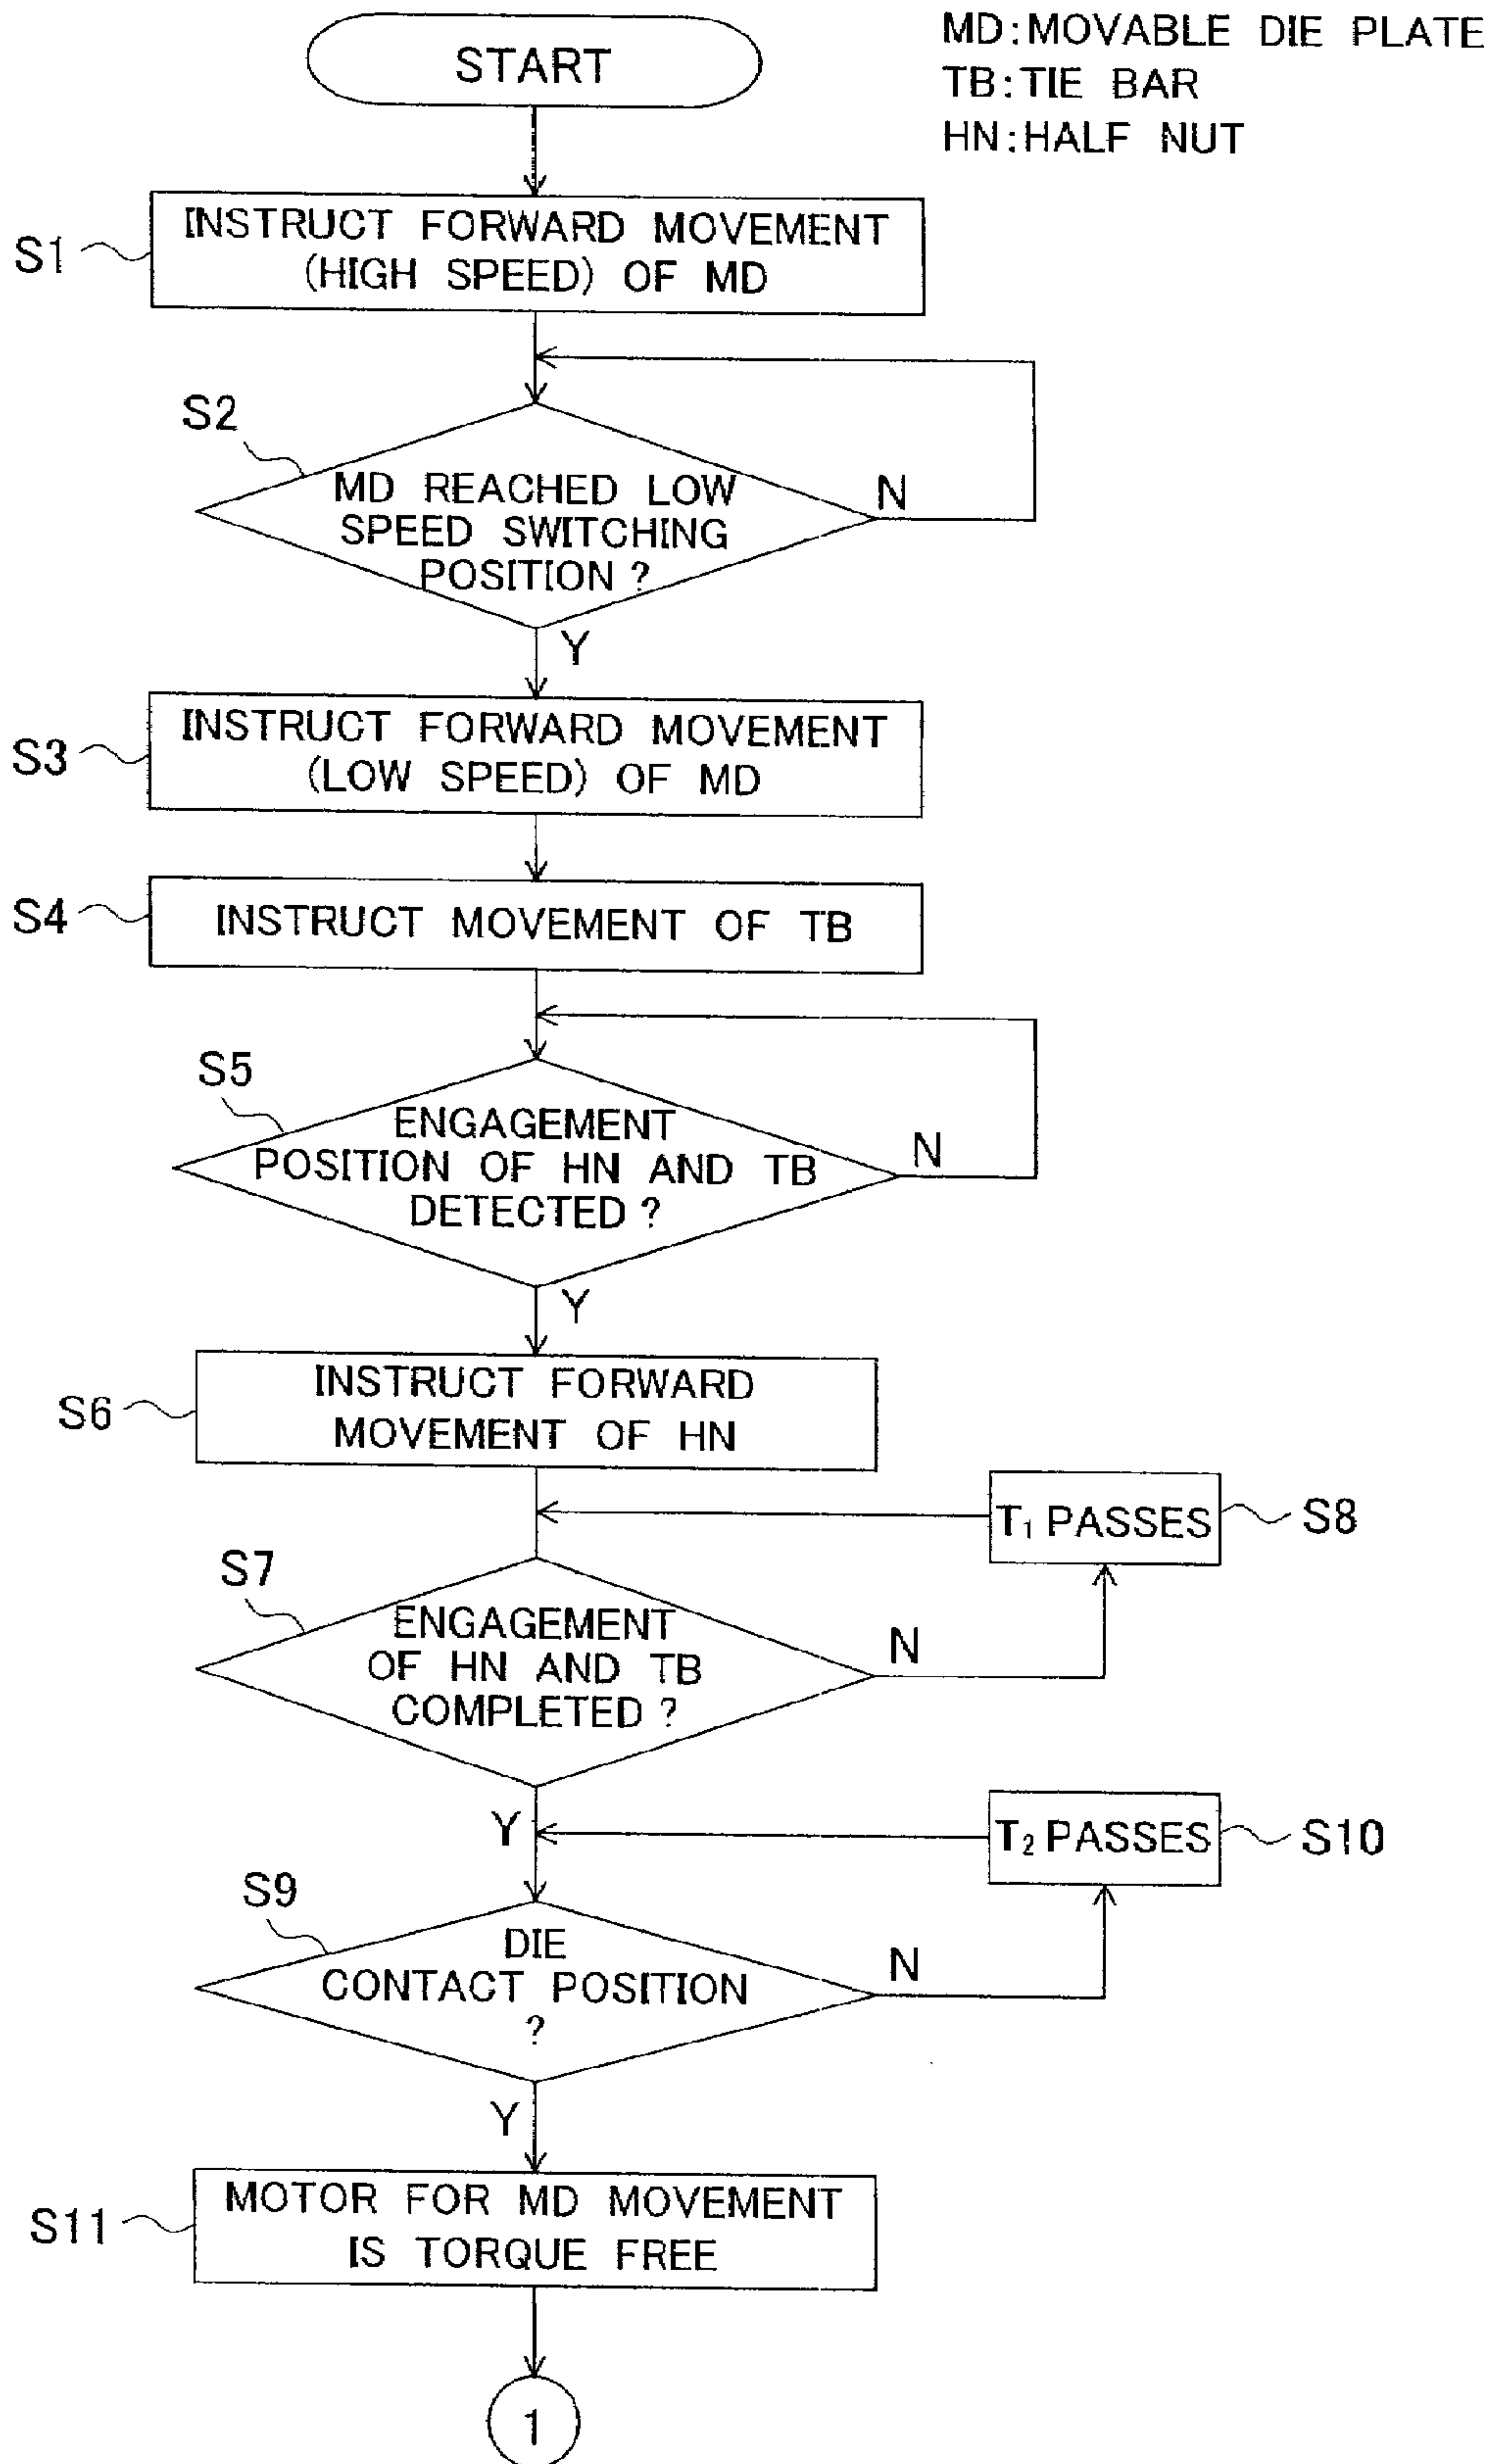 START
MD:MOVABLE DIE PLATE
TB:TIE BAR
HN:HALF NUT
S1
INSTRUCT FORWARD MOVEMENT
(HIGH SPEED) OF MD
S2
MD REACHED LOW
SPEED SWITCHING
POSITION ?
N
Y
S3
INSTRUCT FORWARD MOVEMENT
(LOW SPEED) OF MD
S4
INSTRUCT MOVEMENT OF TB
S5
ENGAGEMENT
POSITION OF HN AND TB
DETECTED ?
N
Y
S6
INSTRUCT FORWARD
MOVEMENT OF HN
T₁ PASSES
S8
S7
ENGAGEMENT
OF HN AND TB
COMPLETED ?
N
Y
T₂ PASSES
S10
S9
DIE
CONTACT POSITION
?
N
Y
S11
MOTOR FOR MD MOVEMENT
IS TORQUE FREE
1